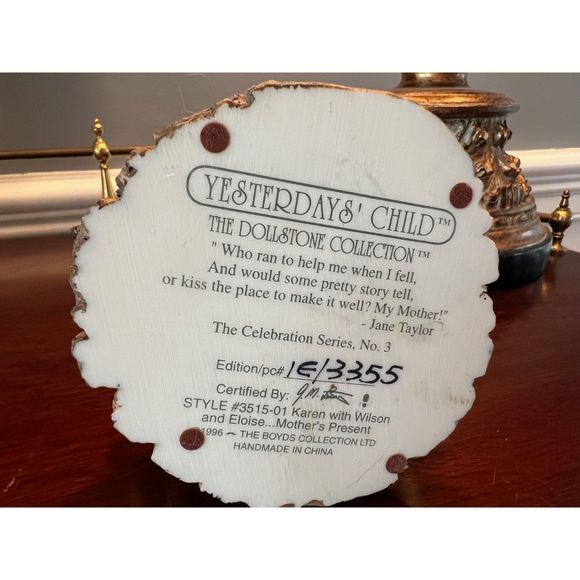 YESTERDAYS' CHILD™
THE DOLLSTONE COLLECTION™
" Who ran to help me when I fell,
And would some pretty story tell,
or kiss the place to make it well? My Mother!"
- Jane Taylor
The Celebration Series, No. 3
Edition/pc# 1E/3355
Certified By:
STYLE #3515-01 Karen with Wilson
and Eloise...Mother's Present
1996 – THE BOYDS COLLECTION LTD
HANDMADE IN CHINA